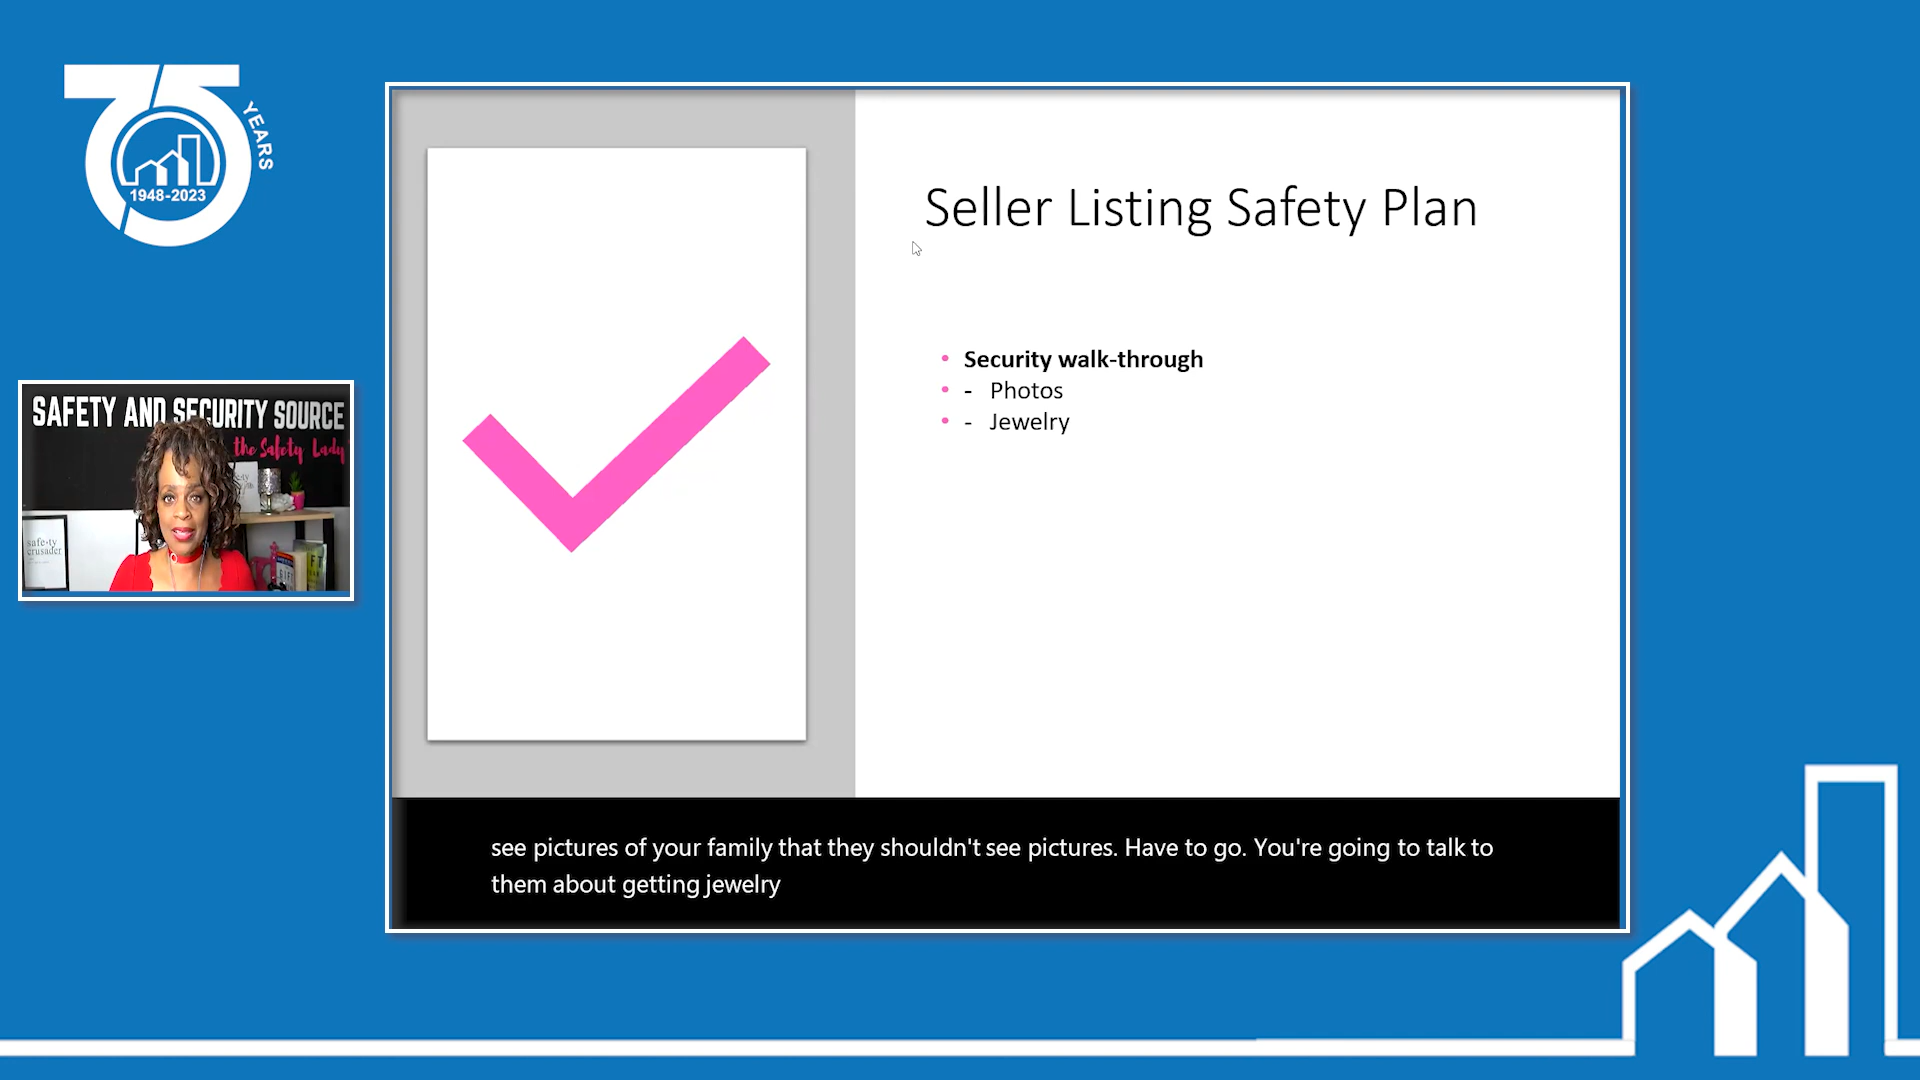 75
YEARS
1948-2023
Seller Listing Safety Plan
• Security walk-through
• - Photos
• - Jewelry
SAFETY AND SECURITY SOURCE
the Safety Lady
safe·ty
crusader
see pictures of your family that they shouldn't see pictures. Have to go. You're going to talk to
them about getting jewelry